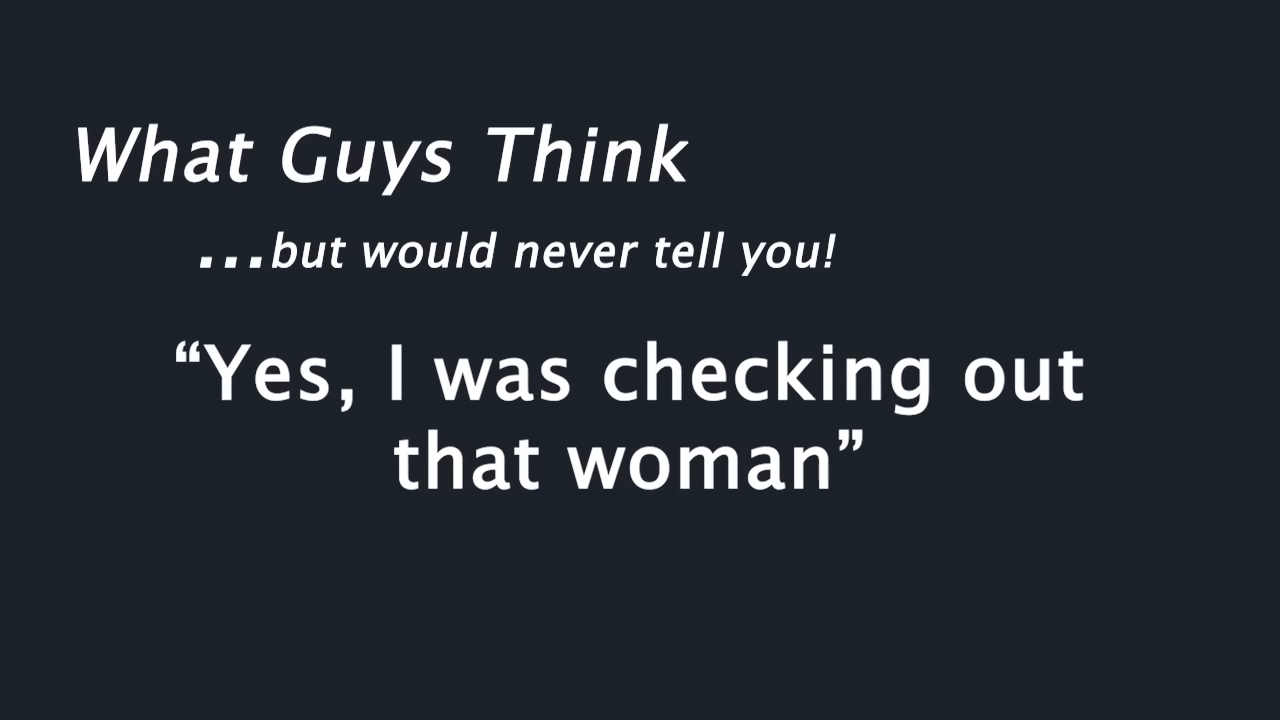 What Guys Think
...but would never tell you!
“Yes, I was checking out
that woman”